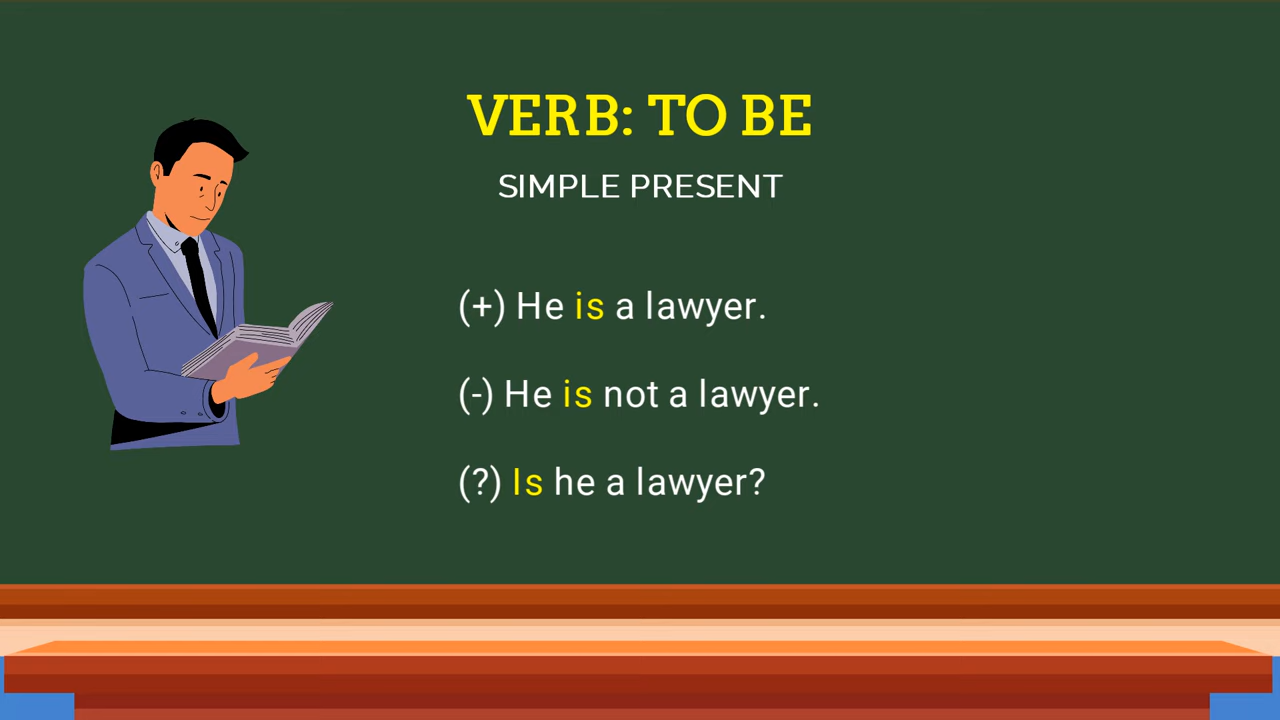 VERB: TO BE
SIMPLE PRESENT
(+) He is a lawyer.
(-) He is not a lawyer.
(?) Is he a lawyer?